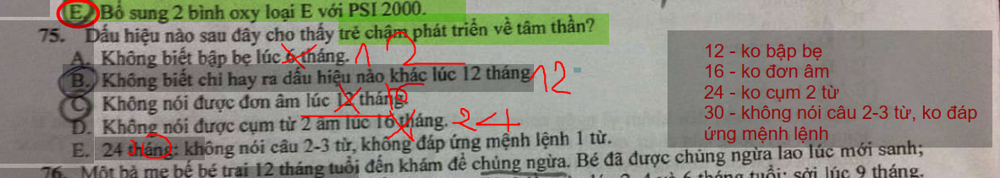 E. Bổ sung 2 bình oxy loại E với PSI 2000.
75. Dấu hiệu nào sau đây cho thấy trẻ chậm phát triển về tâm thần?
A. Không biết bập bẹ lúc 6 tháng. 12
B. Không biết chỉ hay ra dấu hiệu nào khác lúc 12 tháng 12
C. Không nói được đơn âm lúc 12 tháng. 16
D. Không nói được cụm từ 2 âm lúc 16 tháng. 24
E. 24 tháng: không nói câu 2-3 từ, không đáp ứng mệnh lệnh 1 từ.
76. Một bà mẹ bế bé trai 12 tháng tuổi đến khám để chủng ngừa. Bé đã được chủng ngừa lao lúc mới sanh;
và 6 tháng tuổi; sởi lúc 9 tháng.
12 - ko bập bẹ
16 - ko đơn âm
24 - ko cụm 2 từ
30 - không nói câu 2-3 từ, ko đáp
ứng mệnh lệnh